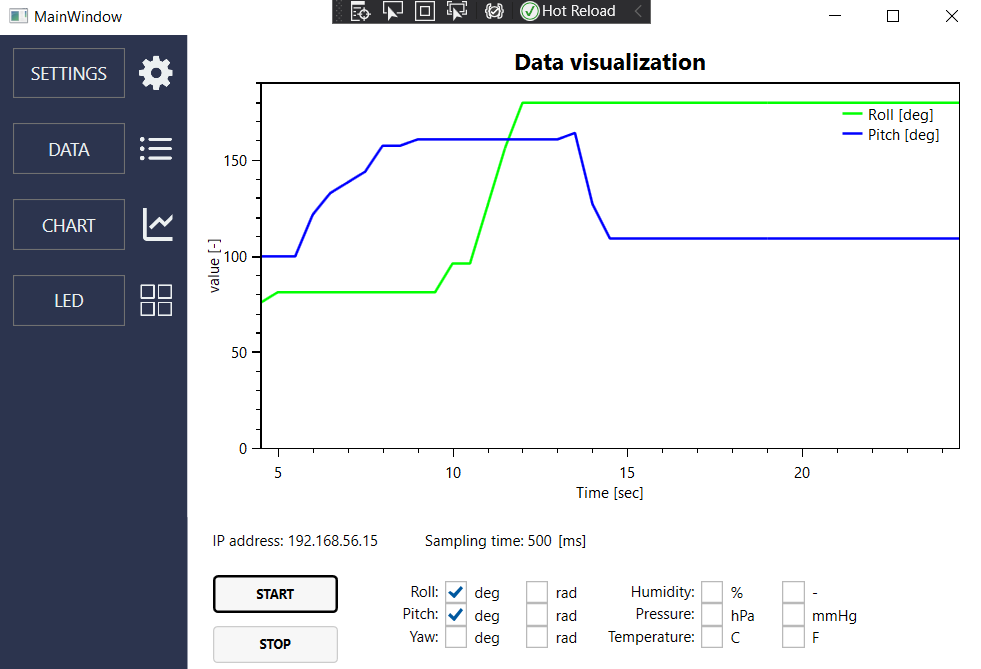 MainWindow
Hot Reload
SETTINGS
DATA
CHART
LED
Data visualization
Roll [deg]
Pitch [deg]
150
100
50
0
value [-]
5 10 15 20
Time [sec]
IP address: 192.168.56.15 Sampling time: 500 [ms]
START
STOP
Roll: deg rad Humidity: % -
Pitch: deg rad Pressure: hPa mmHg
Yaw: deg rad Temperature: C F